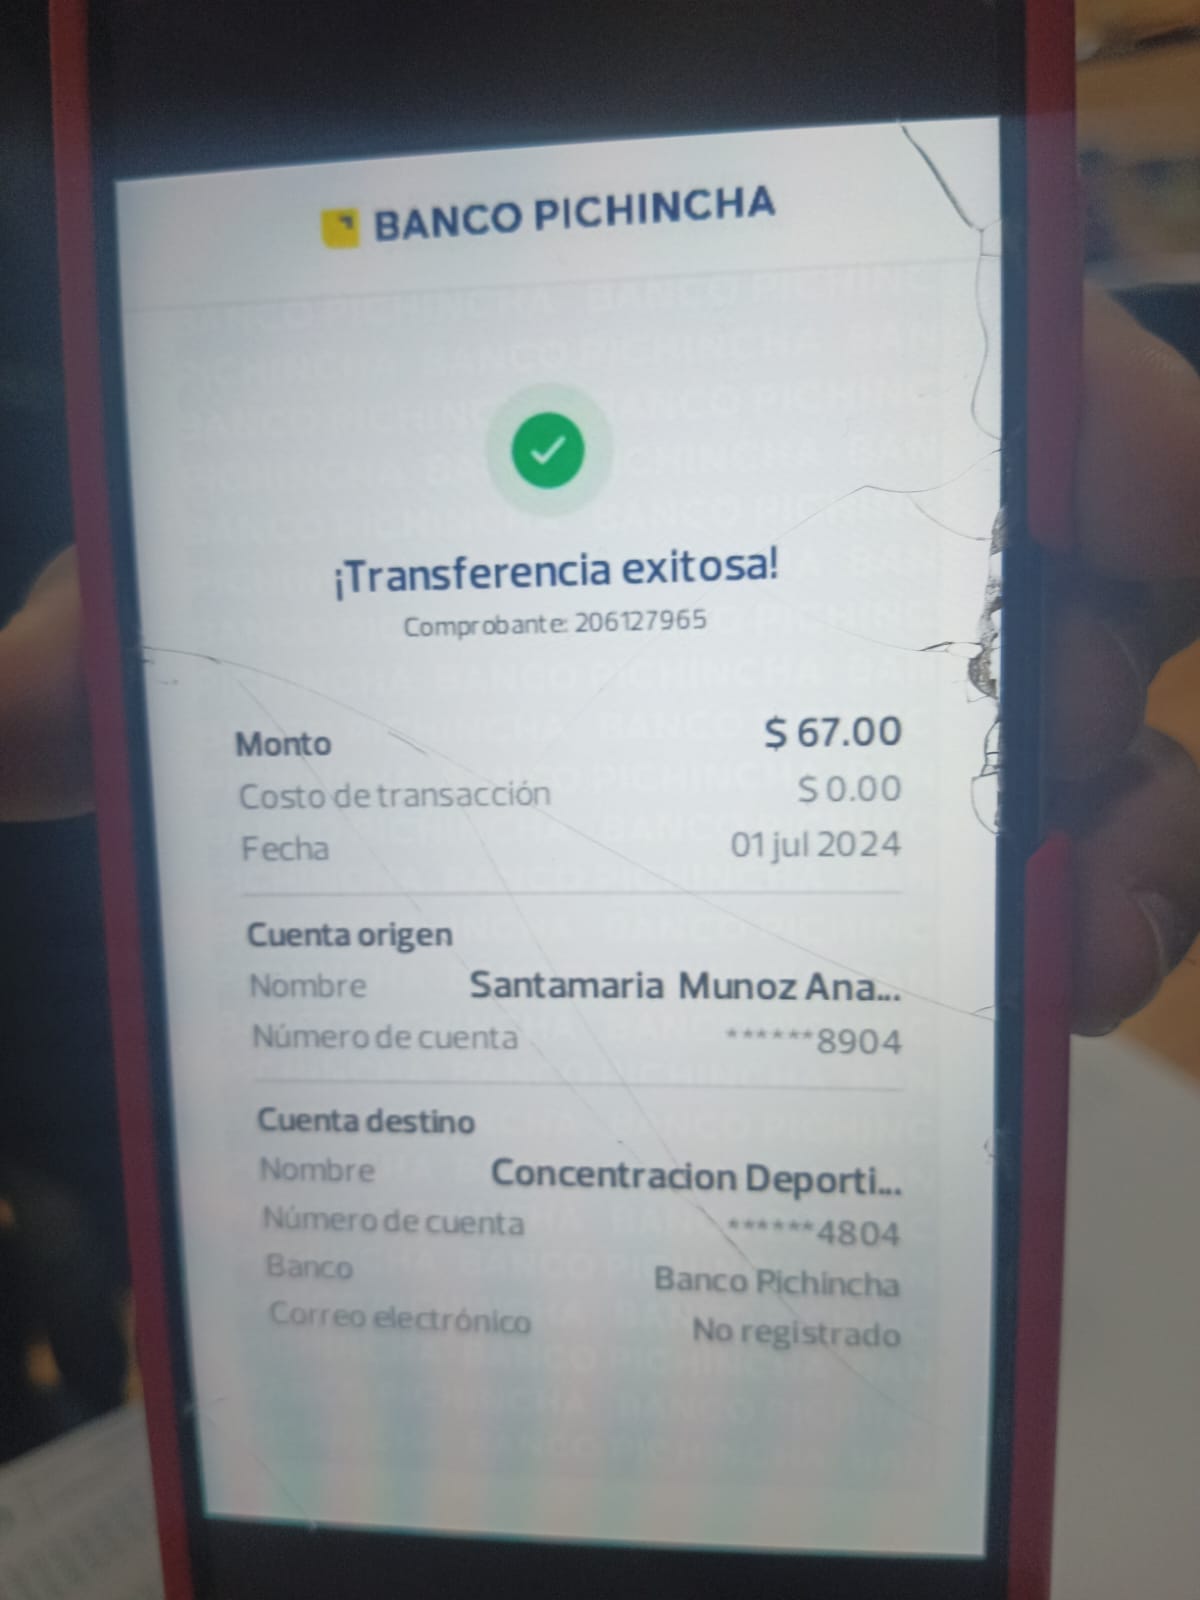 BANCO PICHINCHA
¡Transferencia exitosa!
Comprobante: 206127965
Monto $ 67.00
Costo de transacción $ 0.00
Fecha 01 jul 2024
Cuenta origen
Nombre Santamaria Munoz Ana...
Número de cuenta ******8904
Cuenta destino
Nombre Concentracion Deporti...
Número de cuenta ******4804
Banco Banco Pichincha
Correo electrónico No registrado